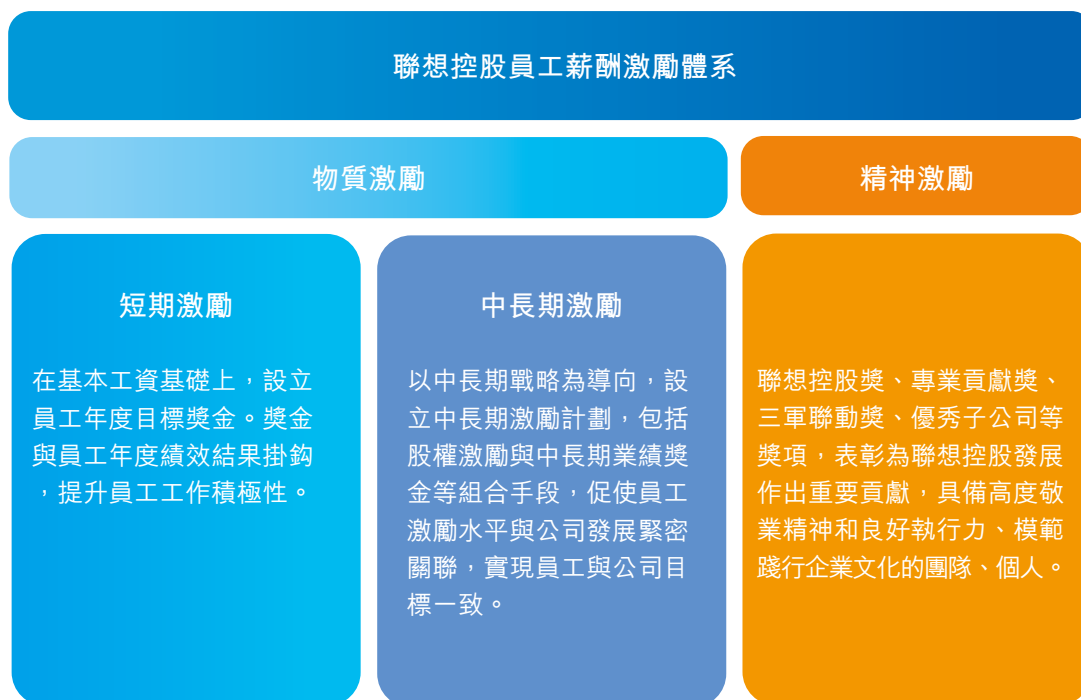 聯想控股員工薪酬激勵體系
物質激勵
精神激勵
短期激勵
在基本工資基礎上，設立
員工年度目標獎金。獎金
與員工年度績效結果掛鈎
，提升員工工作積極性。
中長期激勵
以中長期戰略為導向，設
立中長期激勵計劃，包括
股權激勵與中長期業績獎
金等組合手段，促使員工
激勵水平與公司發展緊密
關聯，實現員工與公司目
標一致。
聯想控股獎、專業貢獻獎、
三軍聯動獎、優秀子公司等
獎項，表彰為聯想控股發展
作出重要貢獻，具備高度敬
業精神和良好執行力、模範
踐行企業文化的團隊、個人。